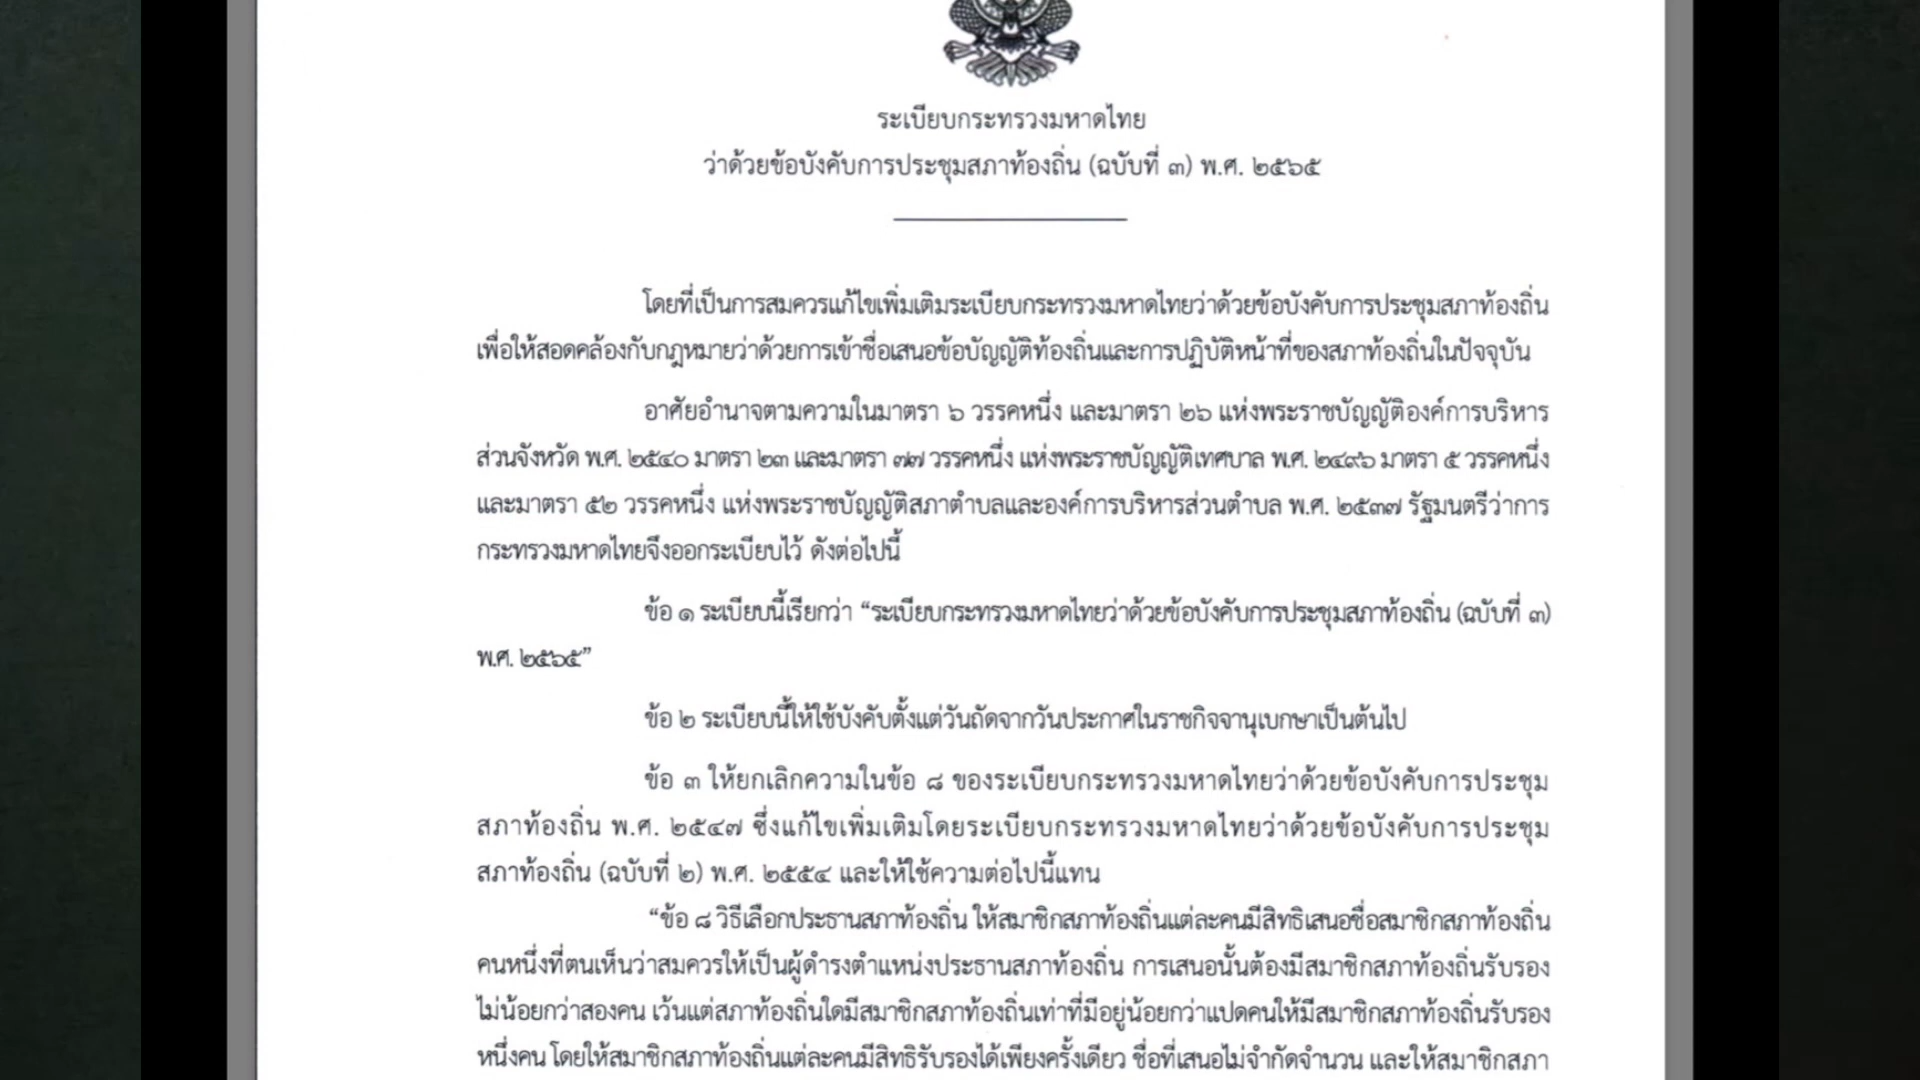 ระเบียบกระทรวงมหาดไทย
ว่าด้วยข้อบังคับการประชุมสภาท้องถิ่น (ฉบับที่ ๓) พ.ศ. ๒๕๖๕
โดยที่เป็นการสมควรแก้ไขเพิ่มเติมระเบียบกระทรวงมหาดไทยว่าด้วยข้อบังคับการประชุมสภาท้องถิ่น
เพื่อให้สอดคล้องกับกฎหมายว่าด้วยการเข้าชื่อเสนอข้อบัญญัติท้องถิ่นและการปฏิบัติหน้าที่ของสภาท้องถิ่นในปัจจุบัน
อาศัยอำนาจตามความในมาตรา ๖ วรรคหนึ่ง และมาตรา ๒๖ แห่งพระราชบัญญัติองค์การบริหาร
ส่วนจังหวัด พ.ศ. ๒๕๔๐ มาตรา ๒๓ และมาตรา ๗๗ วรรคหนึ่ง แห่งพระราชบัญญัติเทศบาล พ.ศ. ๒๔๙๖ มาตรา ๕ วรรคหนึ่ง
และมาตรา ๕๒ วรรคหนึ่ง แห่งพระราชบัญญัติสภาตำบลและองค์การบริหารส่วนตำบล พ.ศ. ๒๕๓๗ รัฐมนตรีว่าการ
กระทรวงมหาดไทยจึงออกระเบียบไว้ ดังต่อไปนี้
ข้อ ๑ ระเบียบนี้เรียกว่า “ระเบียบกระทรวงมหาดไทยว่าด้วยข้อบังคับการประชุมสภาท้องถิ่น (ฉบับที่ ๓)
พ.ศ. ๒๕๖๕”
ข้อ ๒ ระเบียบนี้ให้ใช้บังคับตั้งแต่วันถัดจากวันประกาศในราชกิจจานุเบกษาเป็นต้นไป
ข้อ ๓ ให้ยกเลิกความในข้อ ๘ ของระเบียบกระทรวงมหาดไทยว่าด้วยข้อบังคับการประชุม
สภาท้องถิ่น พ.ศ. ๒๕๔๗ ซึ่งแก้ไขเพิ่มเติมโดยระเบียบกระทรวงมหาดไทยว่าด้วยข้อบังคับการประชุม
สภาท้องถิ่น (ฉบับที่ ๒) พ.ศ. ๒๕๕๔ และให้ใช้ความต่อไปนี้แทน
“ข้อ ๘ วิธีเลือกประธานสภาท้องถิ่น ให้สมาชิกสภาท้องถิ่นแต่ละคนมีสิทธิเสนอชื่อสมาชิกสภาท้องถิ่น
คนหนึ่งที่ตนเห็นว่าสมควรให้เป็นผู้ดำรงตำแหน่งประธานสภาท้องถิ่น การเสนอนั้นต้องมีสมาชิกสภาท้องถิ่นรับรอง
ไม่น้อยกว่าสองคน เว้นแต่สภาท้องถิ่นใดมีสมาชิกสภาท้องถิ่นเท่าที่มีอยู่น้อยกว่าแปดคนให้มีสมาชิกสภาท้องถิ่นรับรอง
หนึ่งคน โดยให้สมาชิกสภาท้องถิ่นแต่ละคนมีสิทธิรับรองได้เพียงครั้งเดียว ชื่อที่เสนอไม่จำกัดจำนวน และให้สมาชิกสภา